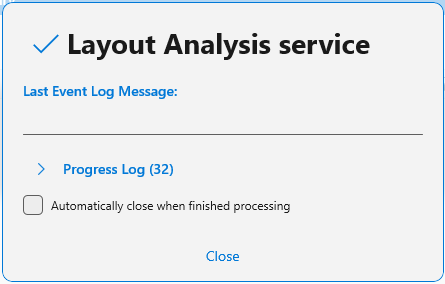 Layout Analysis service
Last Event Log Message:
Progress Log (32)
Automatically close when finished processing
Close